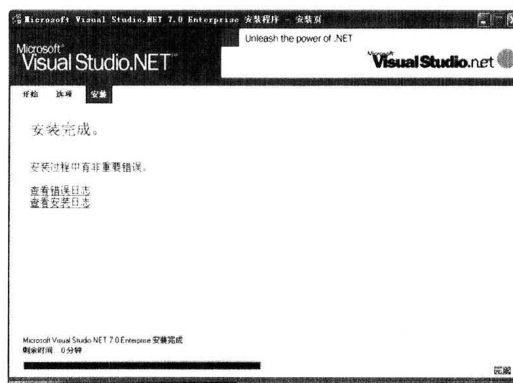 Microsoft Visual Studio.NET 7.0 Enterprise 安装程序 - 安装页
Unleash the power of .NET
Microsoft
Visual Studio.NET
Microsoft
Visual Studio.net
开始 选项 安装
安装完成。
安装过程中有非重要错误。
查看错误日志
查看安装日志
Microsoft Visual Studio.NET 7.0 Enterprise 安装完成
剩余时间 0分钟